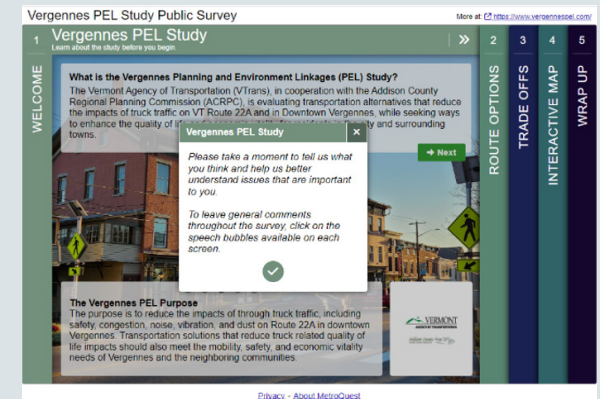 Vergennes PEL Study Public Survey
More at: https://www.vergennespel.com/
1
Vergennes PEL Study
Learn about the study before you begin.
WELCOME
2
ROUTE OPTIONS
3
TRADE OFFS
4
INTERACTIVE MAP
5
WRAP UP
What is the Vergennes Planning and Environment Linkages (PEL) Study?
The Vermont Agency of Transportation (VTrans), in cooperation with the Addison County
Regional Planning Commission (ACRPC), is evaluating transportation alternatives that reduce
the impacts of truck traffic on VT Route 22A and in Downtown Vergennes, while seeking ways
to enhance the quality of and surrounding
towns.
Next
Vergennes PEL Study
Please take a moment to tell us what
you think and help us better
understand issues that are important
to you.
To leave general comments
throughout the survey, click on the
speech bubbles available on each
screen.
The Vergennes PEL Purpose
The purpose is to reduce the impacts of through truck traffic, including
safety, congestion, noise, vibration, and dust on Route 22A in downtown
Vergennes. Transportation solutions that reduce truck related quality of
life impacts should also meet the mobility, safety, and economic vitality
needs of Vergennes and the neighboring communities.
VERMONT
AGENCY OF TRANSPORTATION
Privacy - About MetroQuest